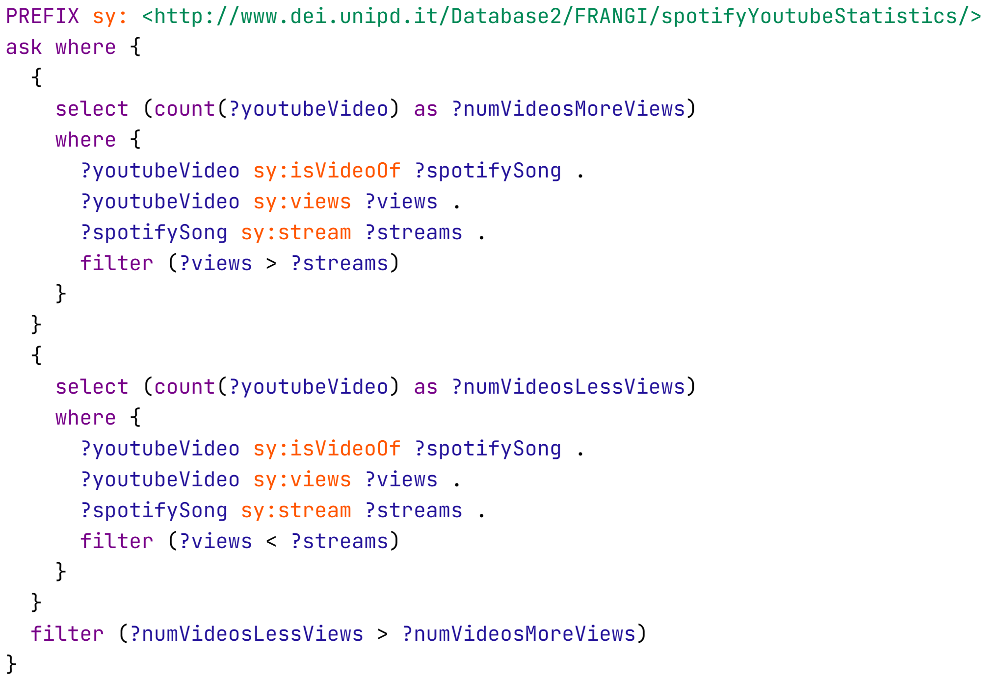 PREFIX sy: <http://www.dei.unipd.it/Database2/FRANGI/spotifyYoutubeStatistics/>
ask where {
  {
    select (count(?youtubeVideo) as ?numVideosMoreViews)
    where {
      ?youtubeVideo sy:isVideoOf ?spotifySong .
      ?youtubeVideo sy:views ?views .
      ?spotifySong sy:stream ?streams .
      filter (?views > ?streams)
    }
  }
  {
    select (count(?youtubeVideo) as ?numVideosLessViews)
    where {
      ?youtubeVideo sy:isVideoOf ?spotifySong .
      ?youtubeVideo sy:views ?views .
      ?spotifySong sy:stream ?streams .
      filter (?views < ?streams)
    }
  }
  filter (?numVideosLessViews > ?numVideosMoreViews)
}